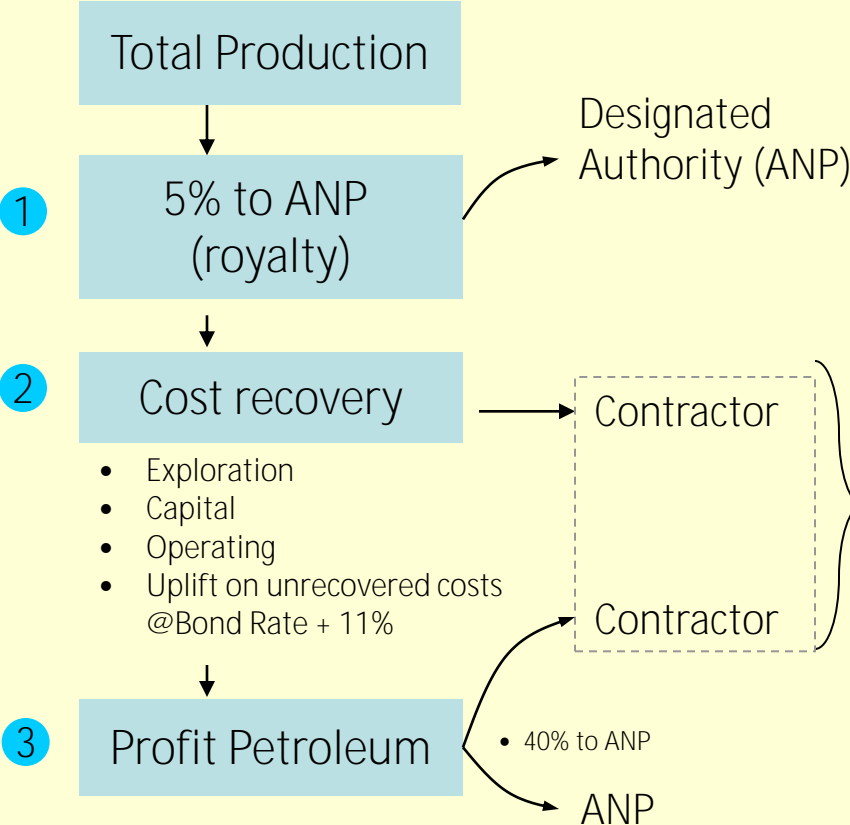 Total Production
Designated
Authority (ANP)
1
5% to ANP
(royalty)
2
Cost recovery
Contractor
• Exploration
• Capital
• Operating
• Uplift on unrecovered costs
@Bond Rate + 11%
Contractor
3
Profit Petroleum
• 40% to ANP
ANP